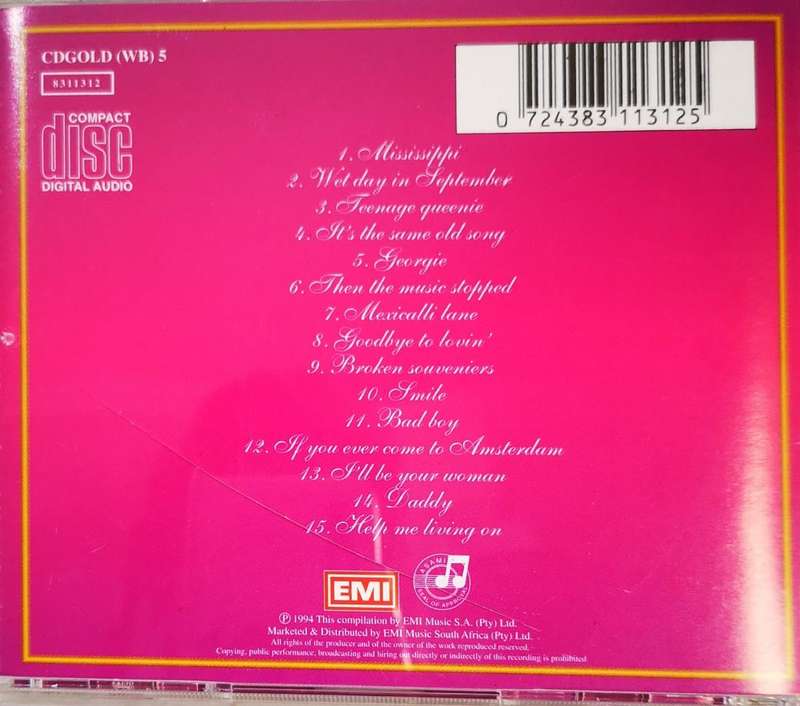 CDGOLD (WB) 5
8311312
COMPACT
disc
DIGITAL AUDIO
0 724383 113125
1. Mississippi
2. Wet day in September
3. Teenage queenie
4. It's the same old song
5. Georgie
6. Then the music stopped
7. Mexicalli lane
8. Goodbye to lovin'
9. Broken souveniers
10. Smile
11. Bad boy
12. If you ever come to Amsterdam
13. I'll be your woman
14. Daddy
15. Help me living on
EMI
ASAMI
SEAL OF APPROVAL
℗ 1994 This compilation by EMI Music S.A. (Pty) Ltd.
Marketed & Distributed by EMI Music South Africa (Pty) Ltd.
All rights of the producer and of the owner of the work reproduced reserved.
Copying, public performance, broadcasting and hiring out directly or indirectly of this recording is prohibited